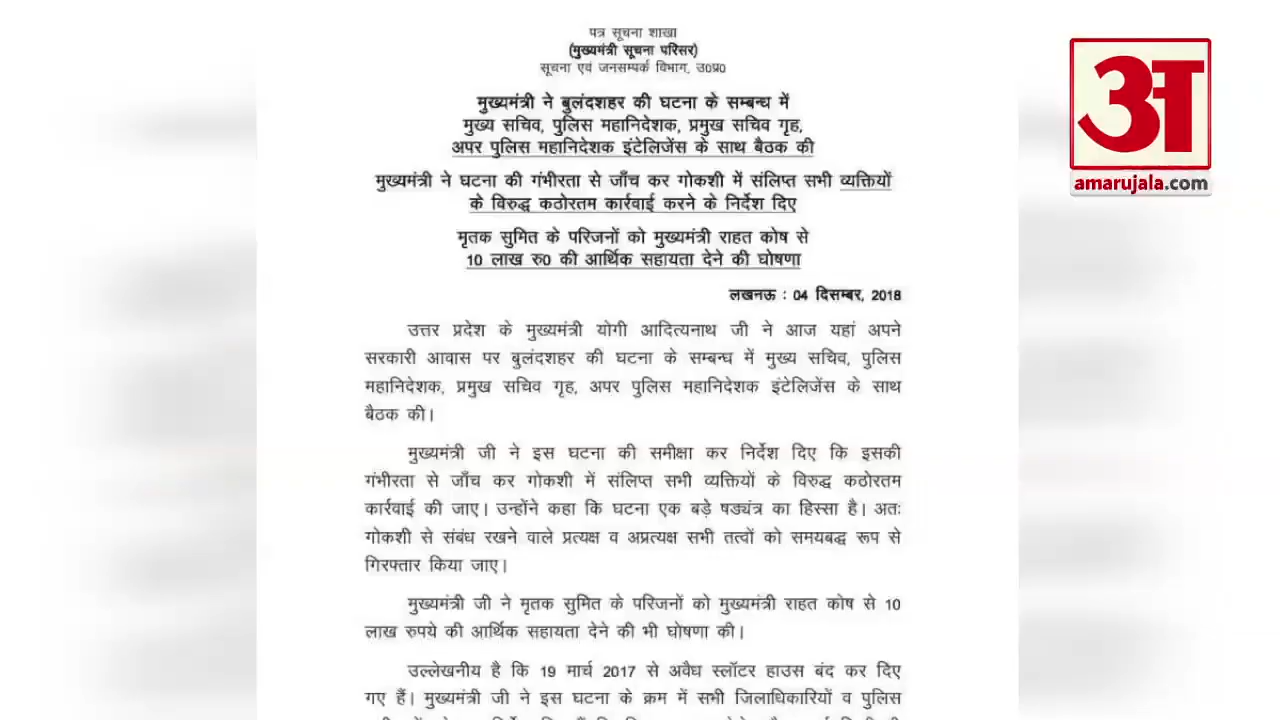 पत्र सूचना शाखा
(मुख्यमंत्री सूचना परिसर)
सूचना एवं जनसम्पर्क विभाग, उ0प्र0
मुख्यमंत्री ने बुलंदशहर की घटना के सम्बन्ध में
मुख्य सचिव, पुलिस महानिदेशक, प्रमुख सचिव गृह,
अपर पुलिस महानिदेशक इंटेलिजेंस के साथ बैठक की
मुख्यमंत्री ने घटना की गंभीरता से जाँच कर गोकशी में संलिप्त सभी व्यक्तियों
के विरुद्ध कठोरतम कार्रवाई करने के निर्देश दिए
मृतक सुमित के परिजनों को मुख्यमंत्री राहत कोष से
10 लाख रु0 की आर्थिक सहायता देने की घोषणा
लखनऊ : 04 दिसम्बर, 2018
उत्तर प्रदेश के मुख्यमंत्री योगी आदित्यनाथ जी ने आज यहां अपने
सरकारी आवास पर बुलंदशहर की घटना के सम्बन्ध में मुख्य सचिव, पुलिस
महानिदेशक, प्रमुख सचिव गृह, अपर पुलिस महानिदेशक इंटेलिजेंस के साथ
बैठक की।
मुख्यमंत्री जी ने इस घटना की समीक्षा कर निर्देश दिए कि इसकी
गंभीरता से जाँच कर गोकशी में संलिप्त सभी व्यक्तियों के विरुद्ध कठोरतम
कार्रवाई की जाए। उन्होंने कहा कि घटना एक बड़े षड्यंत्र का हिस्सा है। अतः
गोकशी से संबंध रखने वाले प्रत्यक्ष व अप्रत्यक्ष सभी तत्वों को समयबद्ध रूप से
गिरफ्तार किया जाए।
मुख्यमंत्री जी ने मृतक सुमित के परिजनों को मुख्यमंत्री राहत कोष से 10
लाख रुपये की आर्थिक सहायता देने की भी घोषणा की।
उल्लेखनीय है कि 19 मार्च 2017 से अवैध स्लॉटर हाउस बंद कर दिए
गए हैं। मुख्यमंत्री जी ने इस घटना के क्रम में सभी जिलाधिकारियों व पुलिस
अ
amarujala.com